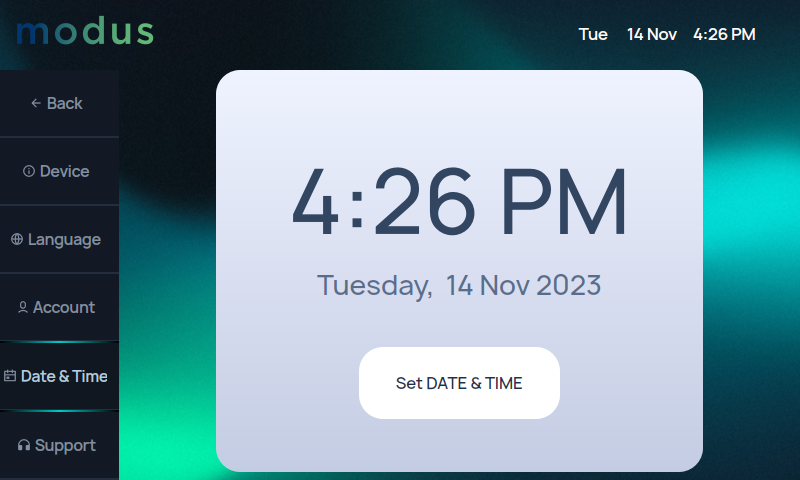 modus
Tue 14 Nov 4:26 PM
Back
Device
Language
Account
Date & Time
Support
4:26 PM
Tuesday, 14 Nov 2023
Set DATE & TIME